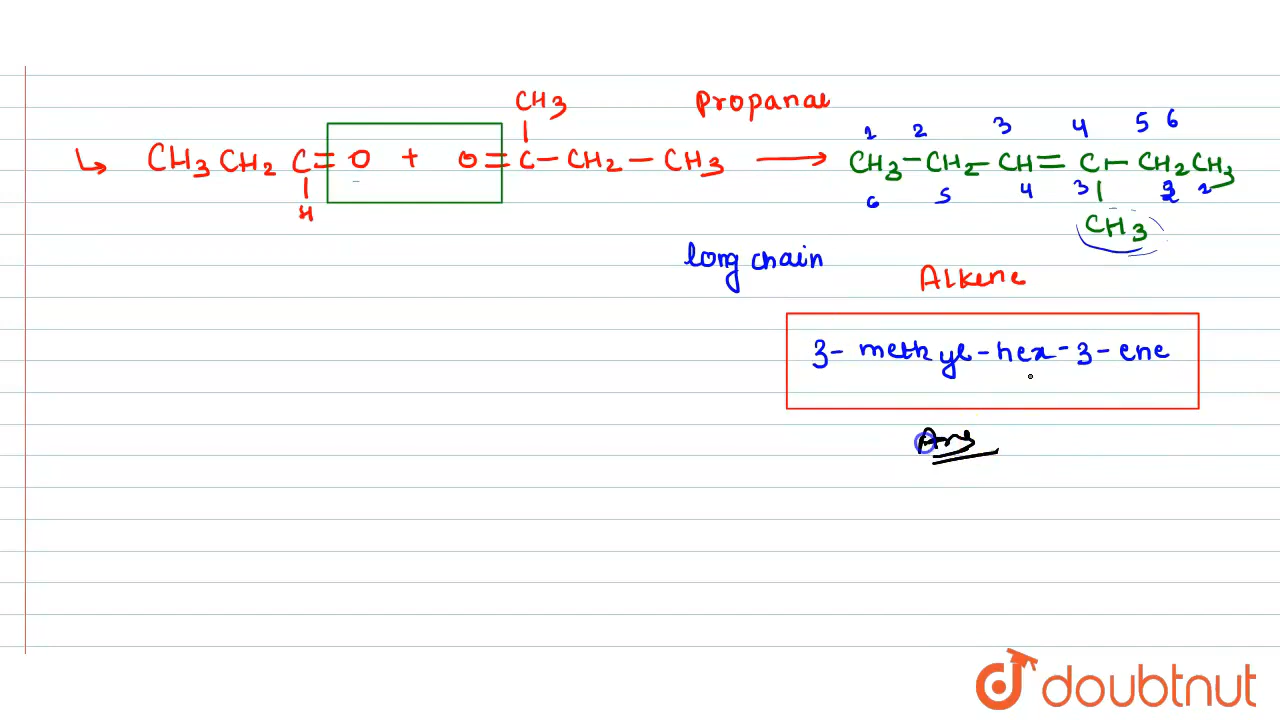 CH3 Propanal
1 2 3 4 5 6
↳ CH3 CH2 C=O + O=C-CH2-CH3 → CH3-CH2-CH=C-CH2CH3
H 6 5 4 3 2
CH3
long chain
Alkene
3-methyl-hex-3-ene
Ans
doubtnut